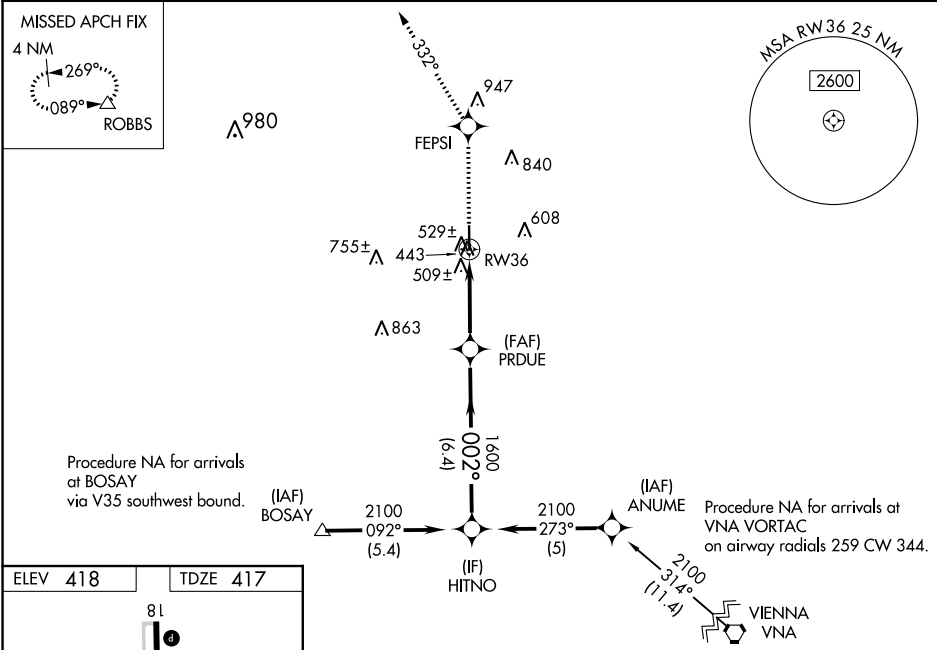 MISSED APCH FIX
4 NM
269°
089°
ROBBS
332°
947
980
FEPSI
840
MSA RW36 25 NM
2600
608
529±
755±
443
RW36
509±
863
(FAF)
PRDUE
1600
002°
(6.4)
Procedure NA for arrivals
at BOSAY
via V35 southwest bound.
(IAF)
BOSAY
2100
092°
(5.4)
(IF)
HITNO
2100
273°
(5)
(IAF)
ANUME
Procedure NA for arrivals at
VNA VORTAC
on airway radials 259 CW 344.
2100
314°
(11.4)
VIENNA
VNA
ELEV 418
TDZE 417
18
P